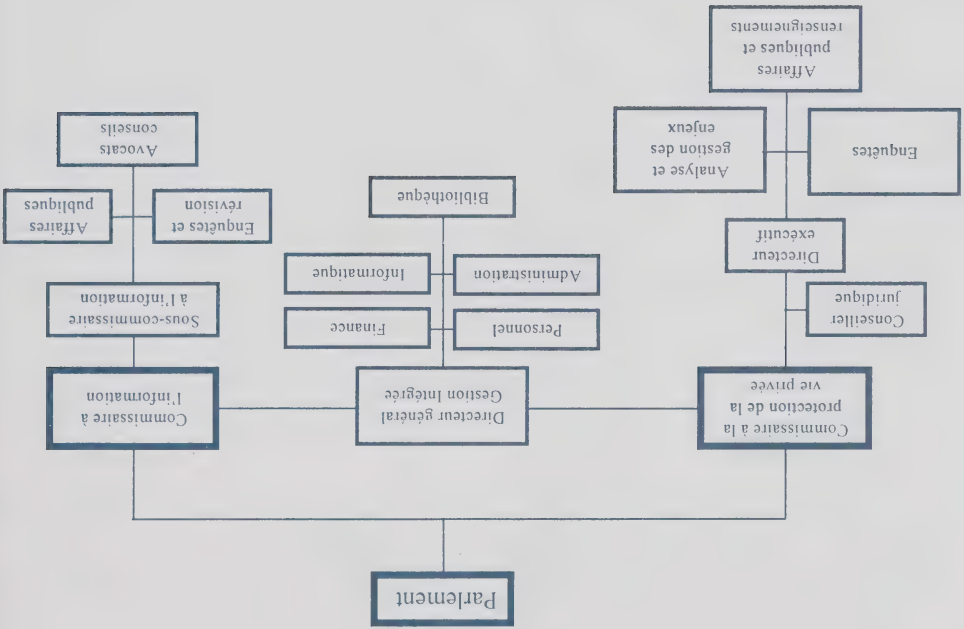 Parlement
Commissaire à la
protection de la
vie privée
Directeur général
Gestion Intégrée
Commissaire à
l'information
Conseiller
juridique
Directeur
exécutif
Enquêtes
Analyse et
gestion des
enjeux
Affaires
publiques et
renseignements
Personnel
Finance
Administration
Informatique
Bibliothèque
Sous-commissaire
à l'information
Enquêtes et
révision
Affaires
publiques
Avocats
conseils